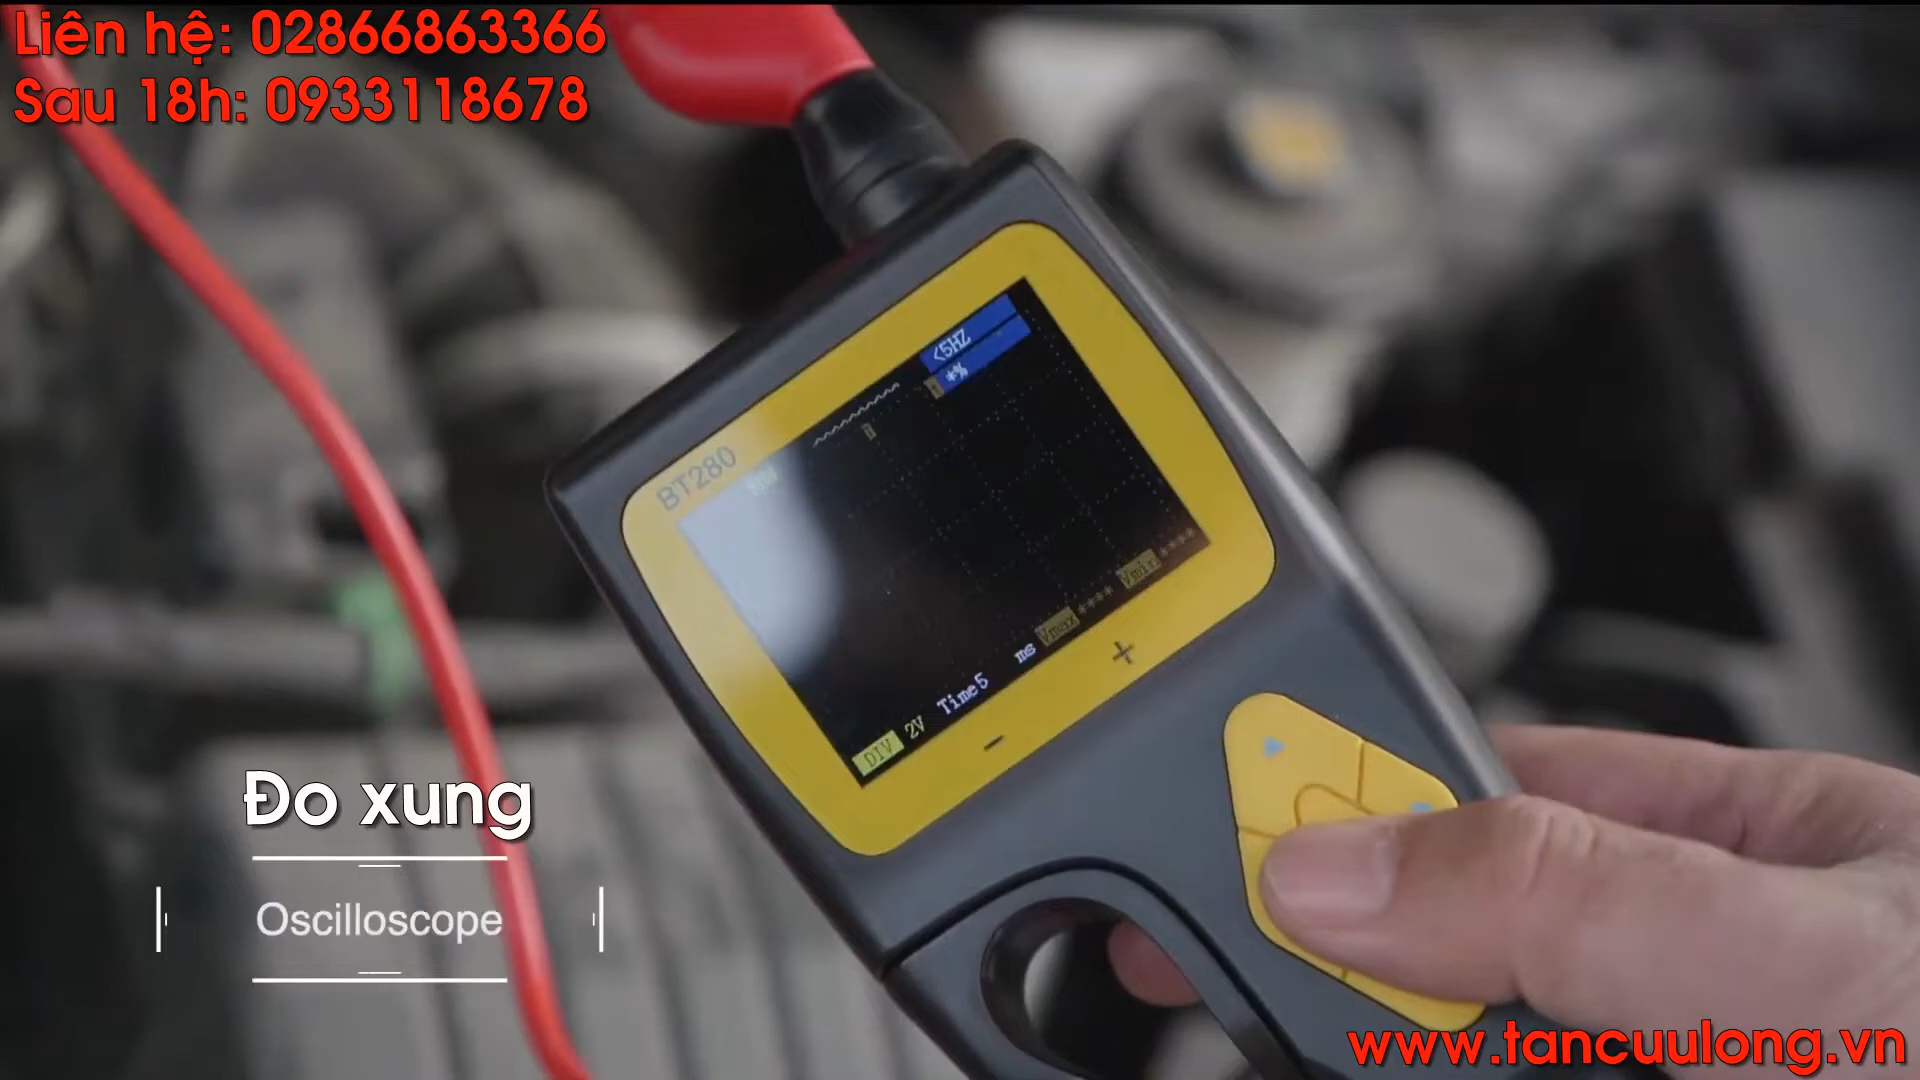 Liên hệ: 02866863366
Sau 18h: 0933118678
BT280
<5HZ
*%
DIV 2V Time5 ms Vmax **** Vmin ****
- +
Đo xung
Oscilloscope
www.tancuulong.vn